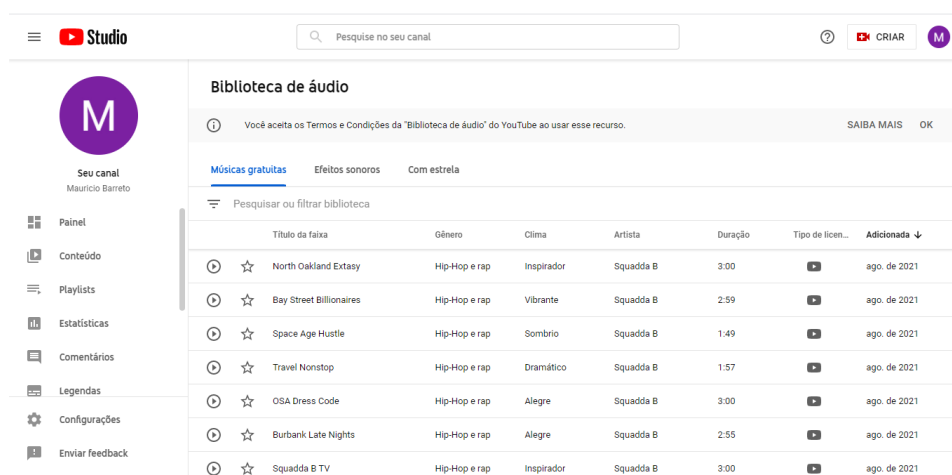 Studio
Pesquise no seu canal
CRIAR
M
M
Seu canal
Mauricio Barreto
Painel
Conteúdo
Playlists
Estatísticas
Comentários
Legendas
Configurações
Enviar feedback
Biblioteca de áudio
Você aceita os Termos e Condições da "Biblioteca de áudio" do YouTube ao usar esse recurso. SAIBA MAIS OK
Músicas gratuitas Efeitos sonoros Com estrela
Pesquisar ou filtrar biblioteca
Título da faixa Gênero Clima Artista Duração Tipo de licen... Adicionada
North Oakland Extasy Hip-Hop e rap Inspirador Squadda B 3:00 ago. de 2021
Bay Street Billionaires Hip-Hop e rap Vibrante Squadda B 2:59 ago. de 2021
Space Age Hustle Hip-Hop e rap Sombrio Squadda B 1:49 ago. de 2021
Travel Nonstop Hip-Hop e rap Dramático Squadda B 1:57 ago. de 2021
OSA Dress Code Hip-Hop e rap Alegre Squadda B 3:00 ago. de 2021
Burbank Late Nights Hip-Hop e rap Alegre Squadda B 2:55 ago. de 2021
Squadda B TV Hip-Hop e rap Inspirador Squadda B 3:00 ago. de 2021